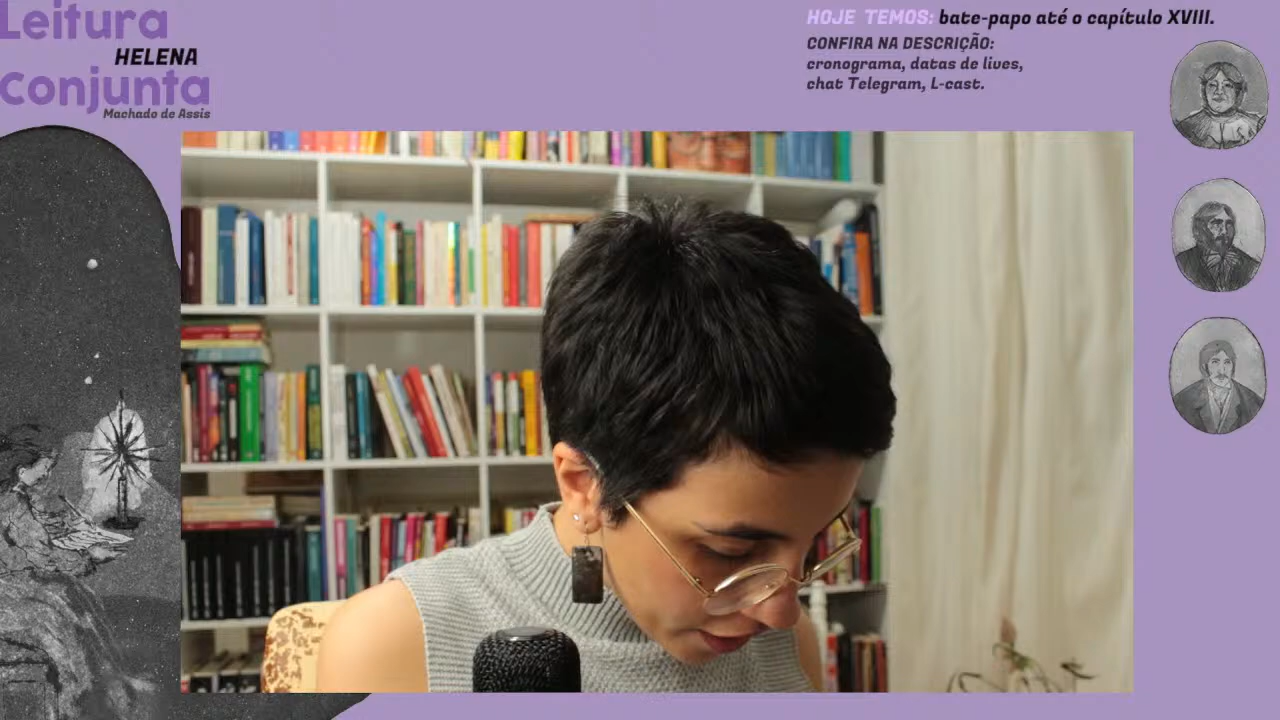 Leitura
HELENA
Conjunta
Machado de Assis
HOJE TEMOS: bate-papo até o capítulo XVIII.
CONFIRA NA DESCRIÇÃO:
cronograma, datas de lives,
chat Telegram, L-cast.